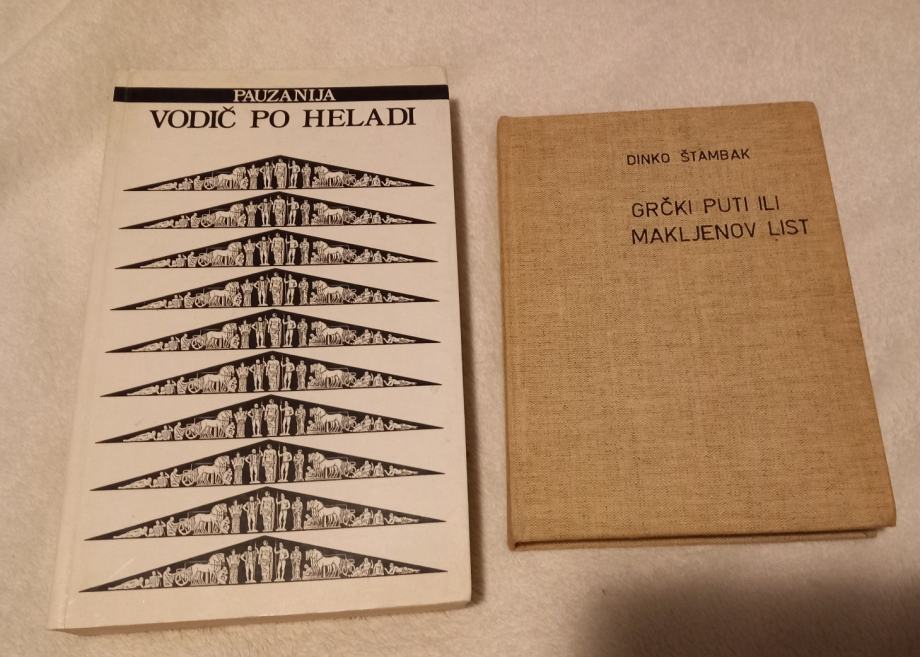 PAUZANIJA
VODIČ PO HELADI
DINKO ŠTAMBAK
GRČKI PUTI ILI
MAKLJENOV LIST